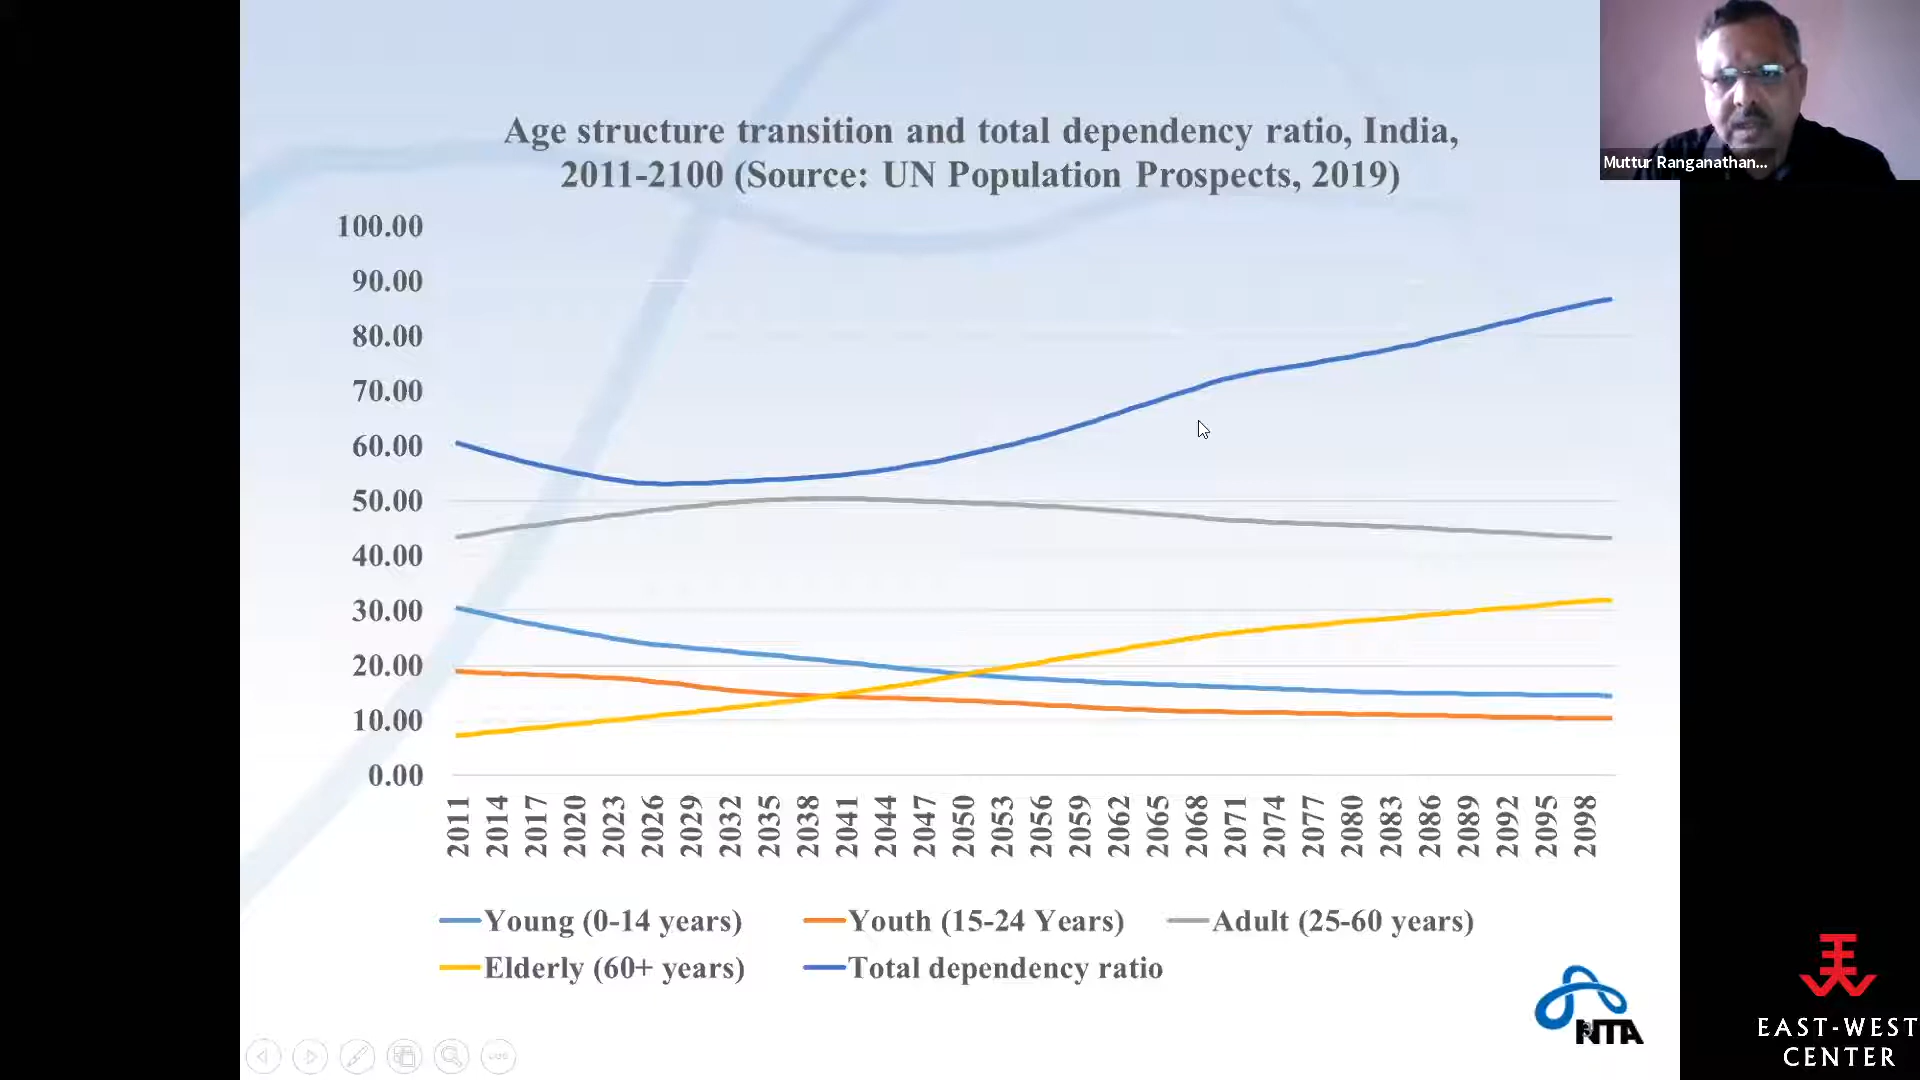 Age structure transition and total dependency ratio, India,
2011-2100 (Source: UN Population Prospects, 2019)
Muttur Ranganathan...
100.00
90.00
80.00
70.00
60.00
50.00
40.00
30.00
20.00
10.00
0.00
2011 2014 2017 2020 2023 2026 2029 2032 2035 2038 2041 2044 2047 2050 2053 2056 2059 2062 2065 2068 2071 2074 2077 2080 2083 2086 2089 2092 2095 2098
Young (0-14 years) Youth (15-24 Years) Adult (25-60 years)
Elderly (60+ years) Total dependency ratio
NTA
EAST-WEST
CENTER